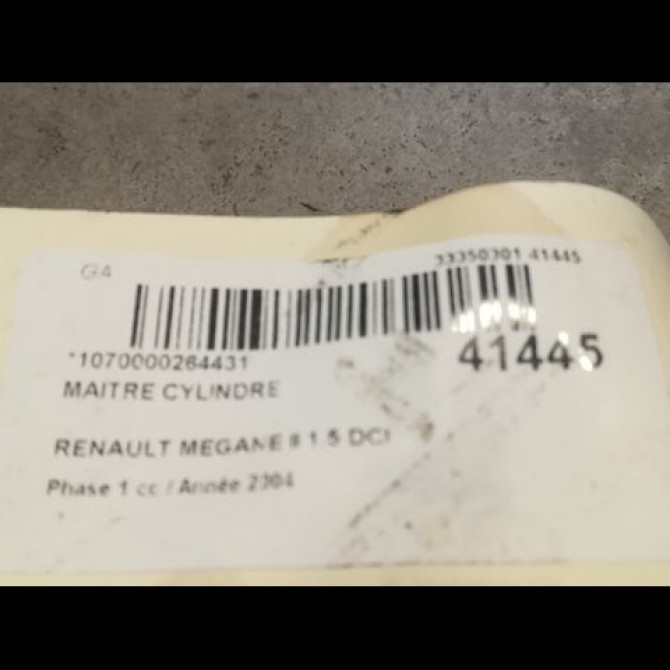 GA
33350301 41445
*1070000264431
41445
MAITRE CYLINDRE
RENAULT MEGANE II 1.5 DCI
Phase 1 cc / Année 2004